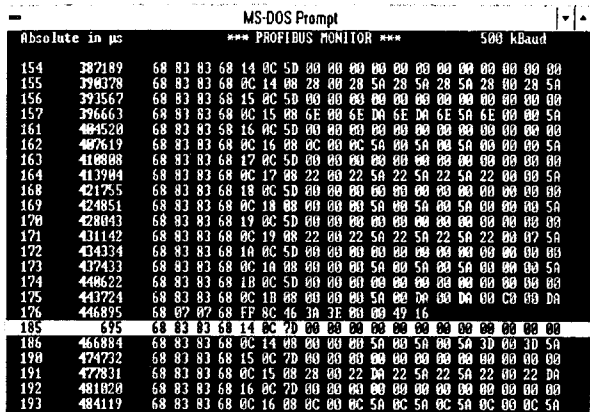 MS-DOS Prompt
Absolute in µs *** PROFIBUS MONITOR *** 500 kBaud
154 387189 68 83 83 68 14 0C 5D 00 00 00 00 00 00 00 00 00 00 00
155 390378 68 83 83 68 0C 14 08 28 00 28 5A 28 5A 28 5A 28 00 28 5A
156 393567 68 83 83 68 15 0C 5D 00 00 00 00 00 00 00 00 00 00 00
157 396663 68 83 83 68 0C 15 08 6E 00 6E DA 6E DA 6E 5A 6E 00 00 5A
161 404520 68 83 83 68 16 0C 5D 00 00 00 00 00 00 00 00 00 00 00
162 407619 68 83 83 68 0C 16 08 0C 00 0C 5A 00 5A 00 5A 00 00 00 5A
163 410808 68 83 83 68 17 0C 5D 00 00 00 00 00 00 00 00 00 00 00
164 413904 68 83 83 68 0C 17 08 22 00 22 5A 22 5A 22 5A 22 00 00 5A
168 421755 68 83 83 68 18 0C 5D 00 00 00 00 00 00 00 00 00 00 00
169 424851 68 83 83 68 0C 18 08 00 00 00 5A 00 5A 00 5A 00 00 00 5A
170 428043 68 83 83 68 19 0C 5D 00 00 00 00 00 00 00 00 00 00 00
171 431142 68 83 83 68 0C 19 08 22 00 22 5A 22 5A 22 5A 22 00 07 5A
172 434334 68 83 83 68 1A 0C 5D 00 00 00 00 00 00 00 00 00 00 00
173 437433 68 83 83 68 0C 1A 08 00 00 00 5A 00 5A 00 5A 00 00 00 5A
174 440622 68 83 83 68 1B 0C 5D 00 00 00 00 00 00 00 00 00 00 00
175 443724 68 83 83 68 0C 1B 08 00 00 00 5A 00 DA 00 DA 00 C0 00 DA
176 446895 68 07 07 68 FF 8C 46 3A 3E 00 00 49 16
185 695 68 83 83 68 14 0C 7D 00 00 00 00 00 00 00 00 00 00 00
186 466884 68 83 83 68 0C 14 08 00 00 00 5A 00 5A 00 5A 3D 00 3D 5A
190 474732 68 83 83 68 15 0C 7D 00 00 00 00 00 00 00 00 00 00 00
191 477831 68 83 83 68 0C 15 08 28 00 22 DA 22 5A 22 5A 22 00 22 DA
192 481020 68 83 83 68 16 0C 7D 00 00 00 00 00 00 00 00 00 00 00
193 484119 68 83 83 68 0C 16 08 0C 00 0C 5A 0C 5A 0C 5A 0C 00 0C 5A